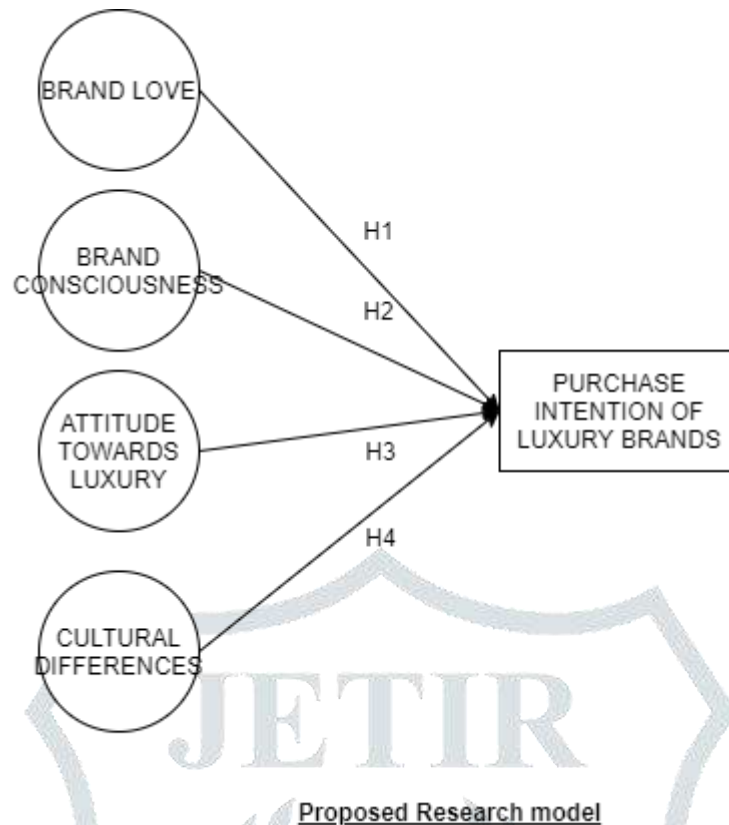 BRAND LOVE
H1
BRAND
CONSCIOUSNESS
H2
PURCHASE
INTENTION OF
LUXURY BRANDS
ATTITUDE
TOWARDS
LUXURY
H3
H4
CULTURAL
DIFFERENCES
JETIR
Proposed Research model